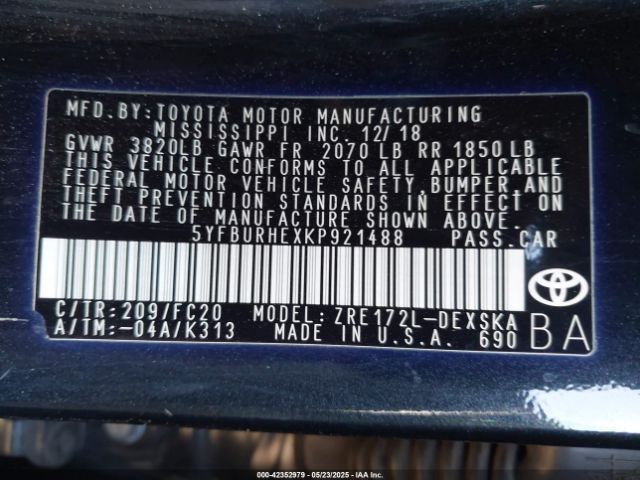 MFD.BY:TOYOTA MOTOR MANUFACTURING
MISSISSIPPI INC. 12/18
GVWR 3820LB GAWR FR 2070 LB RR 1850 LB
THIS VEHICLE CONFORMS TO ALL APPLICABLE
FEDERAL MOTOR VEHICLE SAFETY, BUMPER, AND
THEFT PREVENTION STANDARDS IN EFFECT ON
THE DATE OF MANUFACTURE SHOWN ABOVE.
5YFBURHEXKP921488 PASS.CAR
C/TR:209/FC20 MODEL:ZRE172L-DEXSKA
A/TM:-04A/K313 MADE IN U.S.A. 690
BA
00-42352979 - 05/23/2025 - IAAI.COM